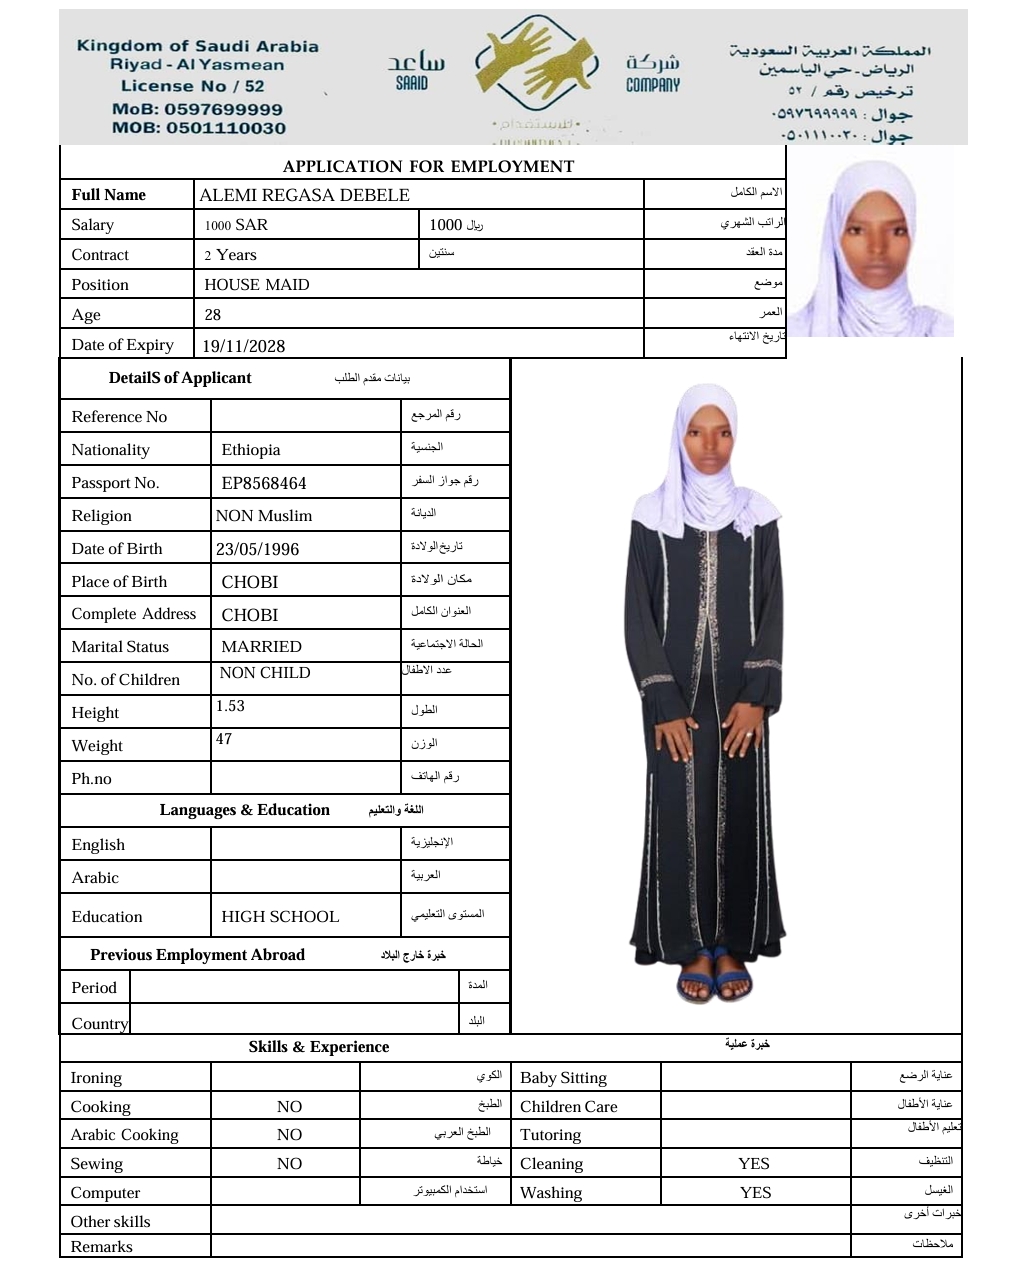 Kingdom of Saudi Arabia
Riyad - Al Yasmean
License No / 52
MoB: 0597699999
MOB: 0501110030
ساعد
SAAID
شركة
COMPANY
للاستقدام
المملكة العربية السعودية
الرياض - حي الياسمين
ترخيص رقم / ٥٢
جوال : ٠٥٩٧٦٩٩٩٩٩
جوال : ٠٥٠١١١٠٠٣٠
APPLICATION FOR EMPLOYMENT
Full Name ALEMI REGASA DEBELE الاسم الكامل
Salary 1000 SAR 1000 ريال الراتب الشهري
Contract 2 Years سنتين مدة العقد
Position HOUSE MAID موضع
Age 28 العمر
Date of Expiry 19/11/2028 تاريخ الانتهاء
DetailS of Applicant بيانات مقدم الطلب
Reference No رقم المرجع
Nationality Ethiopia الجنسية
Passport No. EP8568464 رقم جواز السفر
Religion NON Muslim الديانة
Date of Birth 23/05/1996 تاريخ الولادة
Place of Birth CHOBI مكان الولادة
Complete Address CHOBI العنوان الكامل
Marital Status MARRIED الحالة الاجتماعية
No. of Children NON CHILD عدد الاطفال
Height 1.53 الطول
Weight 47 الوزن
Ph.no رقم الهاتف
Languages & Education اللغة والتعليم
English الإنجليزية
Arabic العربية
Education HIGH SCHOOL المستوى التعليمي
Previous Employment Abroad خبرة خارج البلاد
Period المدة
Country البلد
Skills & Experience خبرة عملية
Ironing الكوي Baby Sitting عناية الرضع
Cooking NO الطبخ Children Care عناية الأطفال
Arabic Cooking NO الطبخ العربي Tutoring تعليم الأطفال
Sewing NO خياطة Cleaning YES التنظيف
Computer استخدام الكمبيوتر Washing YES الغيسل
Other skills خبرات أخرى
Remarks ملاحظات